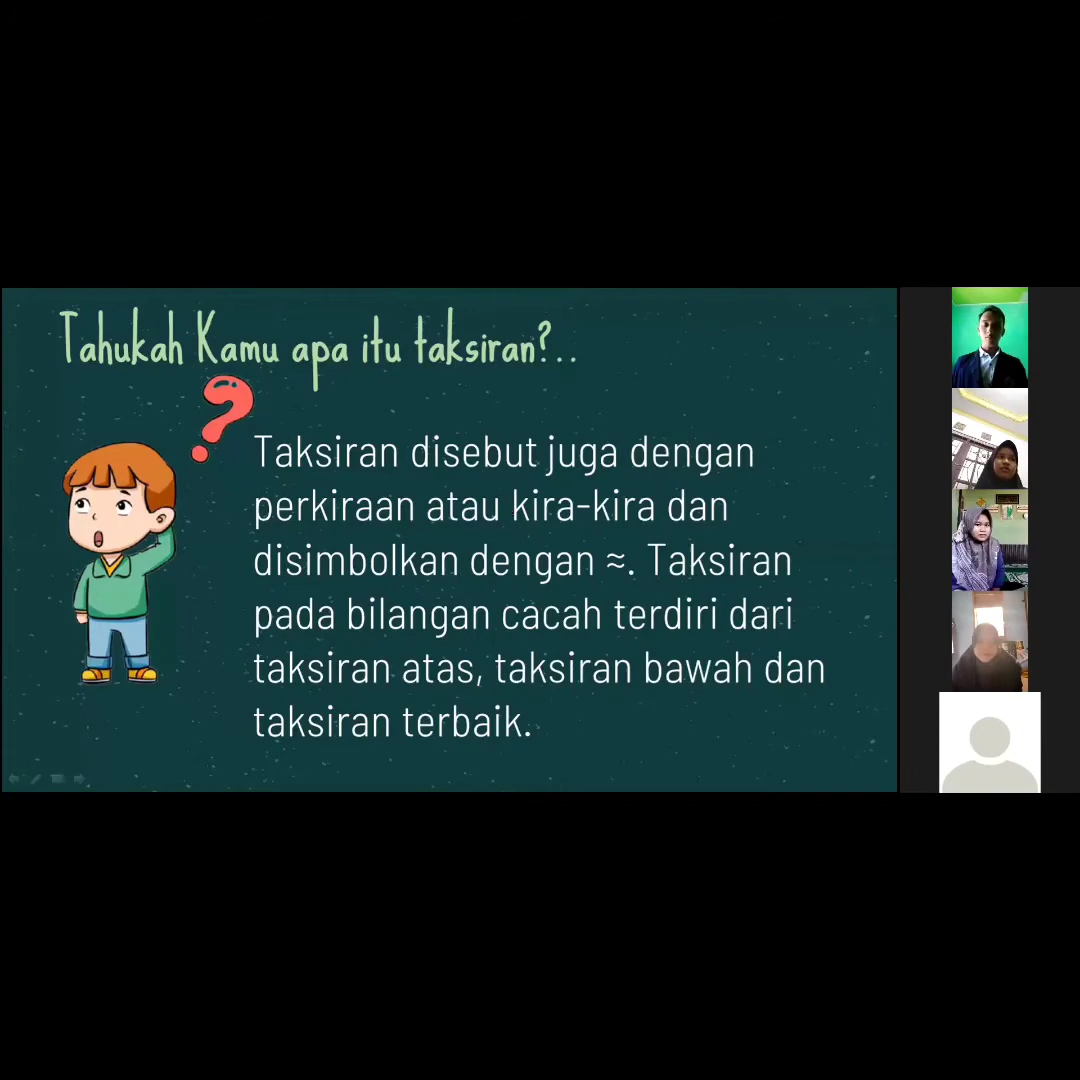 Tahukah Kamu apa itu taksiran?..
Taksiran disebut juga dengan
perkiraan atau kira-kira dan
disimbolkan dengan ≈. Taksiran
pada bilangan cacah terdiri dari
taksiran atas, taksiran bawah dan
taksiran terbaik.